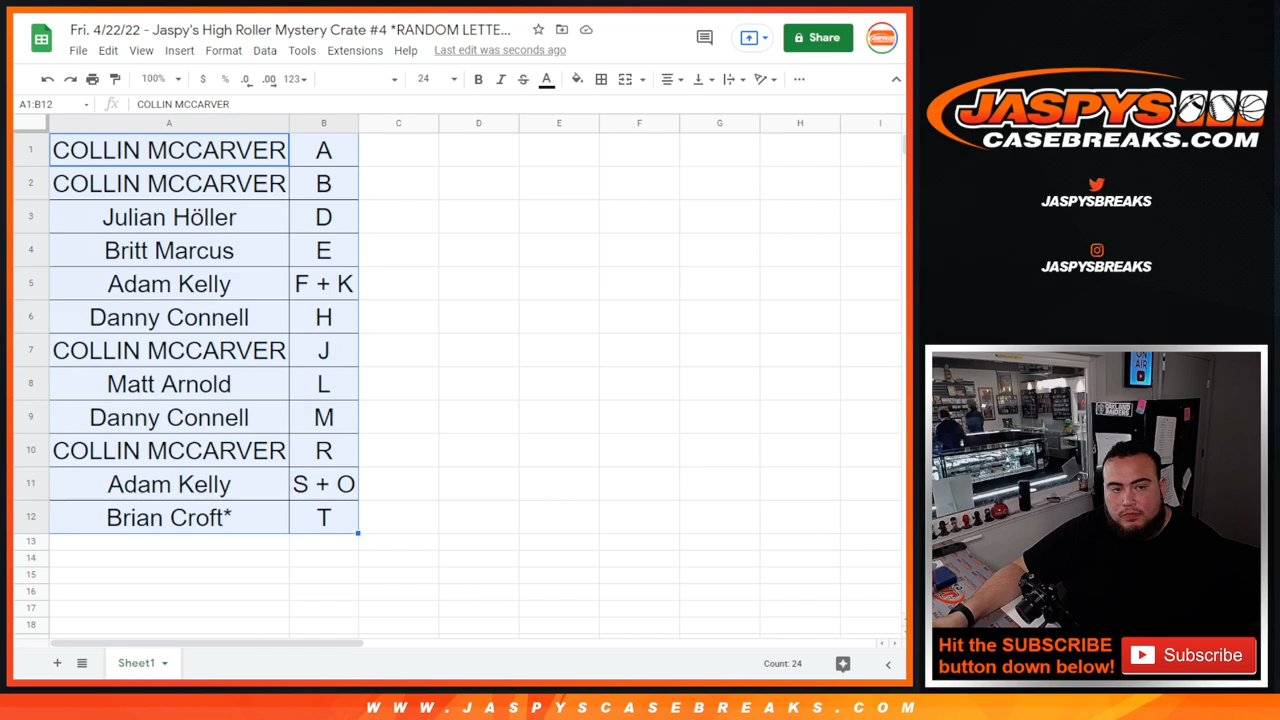 Fri. 4/22/22 - Jaspy's High Roller Mystery Crate #4 *RANDOM LETTE...
File Edit View Insert Format Data Tools Extensions Help Last edit was seconds ago
Share
100% $ % .0 .00 123 24 B I S A
A1:B12 fx COLLIN MCCARVER
A B C D E F G H I
1 COLLIN MCCARVER A
2 COLLIN MCCARVER B
3 Julian Höller D
4 Britt Marcus E
5 Adam Kelly F + K
6 Danny Connell H
7 COLLIN MCCARVER J
8 Matt Arnold L
9 Danny Connell M
10 COLLIN MCCARVER R
11 Adam Kelly S + O
12 Brian Croft* T
13
14
15
16
17
18
Sheet1
Count: 24
JASPYS
CASEBREAKS.COM
JASPYSBREAKS
JASPYSBREAKS
ON
AIR
OAKLAND
RAIDERS
Hit the SUBSCRIBE
button down below!
Subscribe
WWW.JASPYSCASEBREAKS.COM